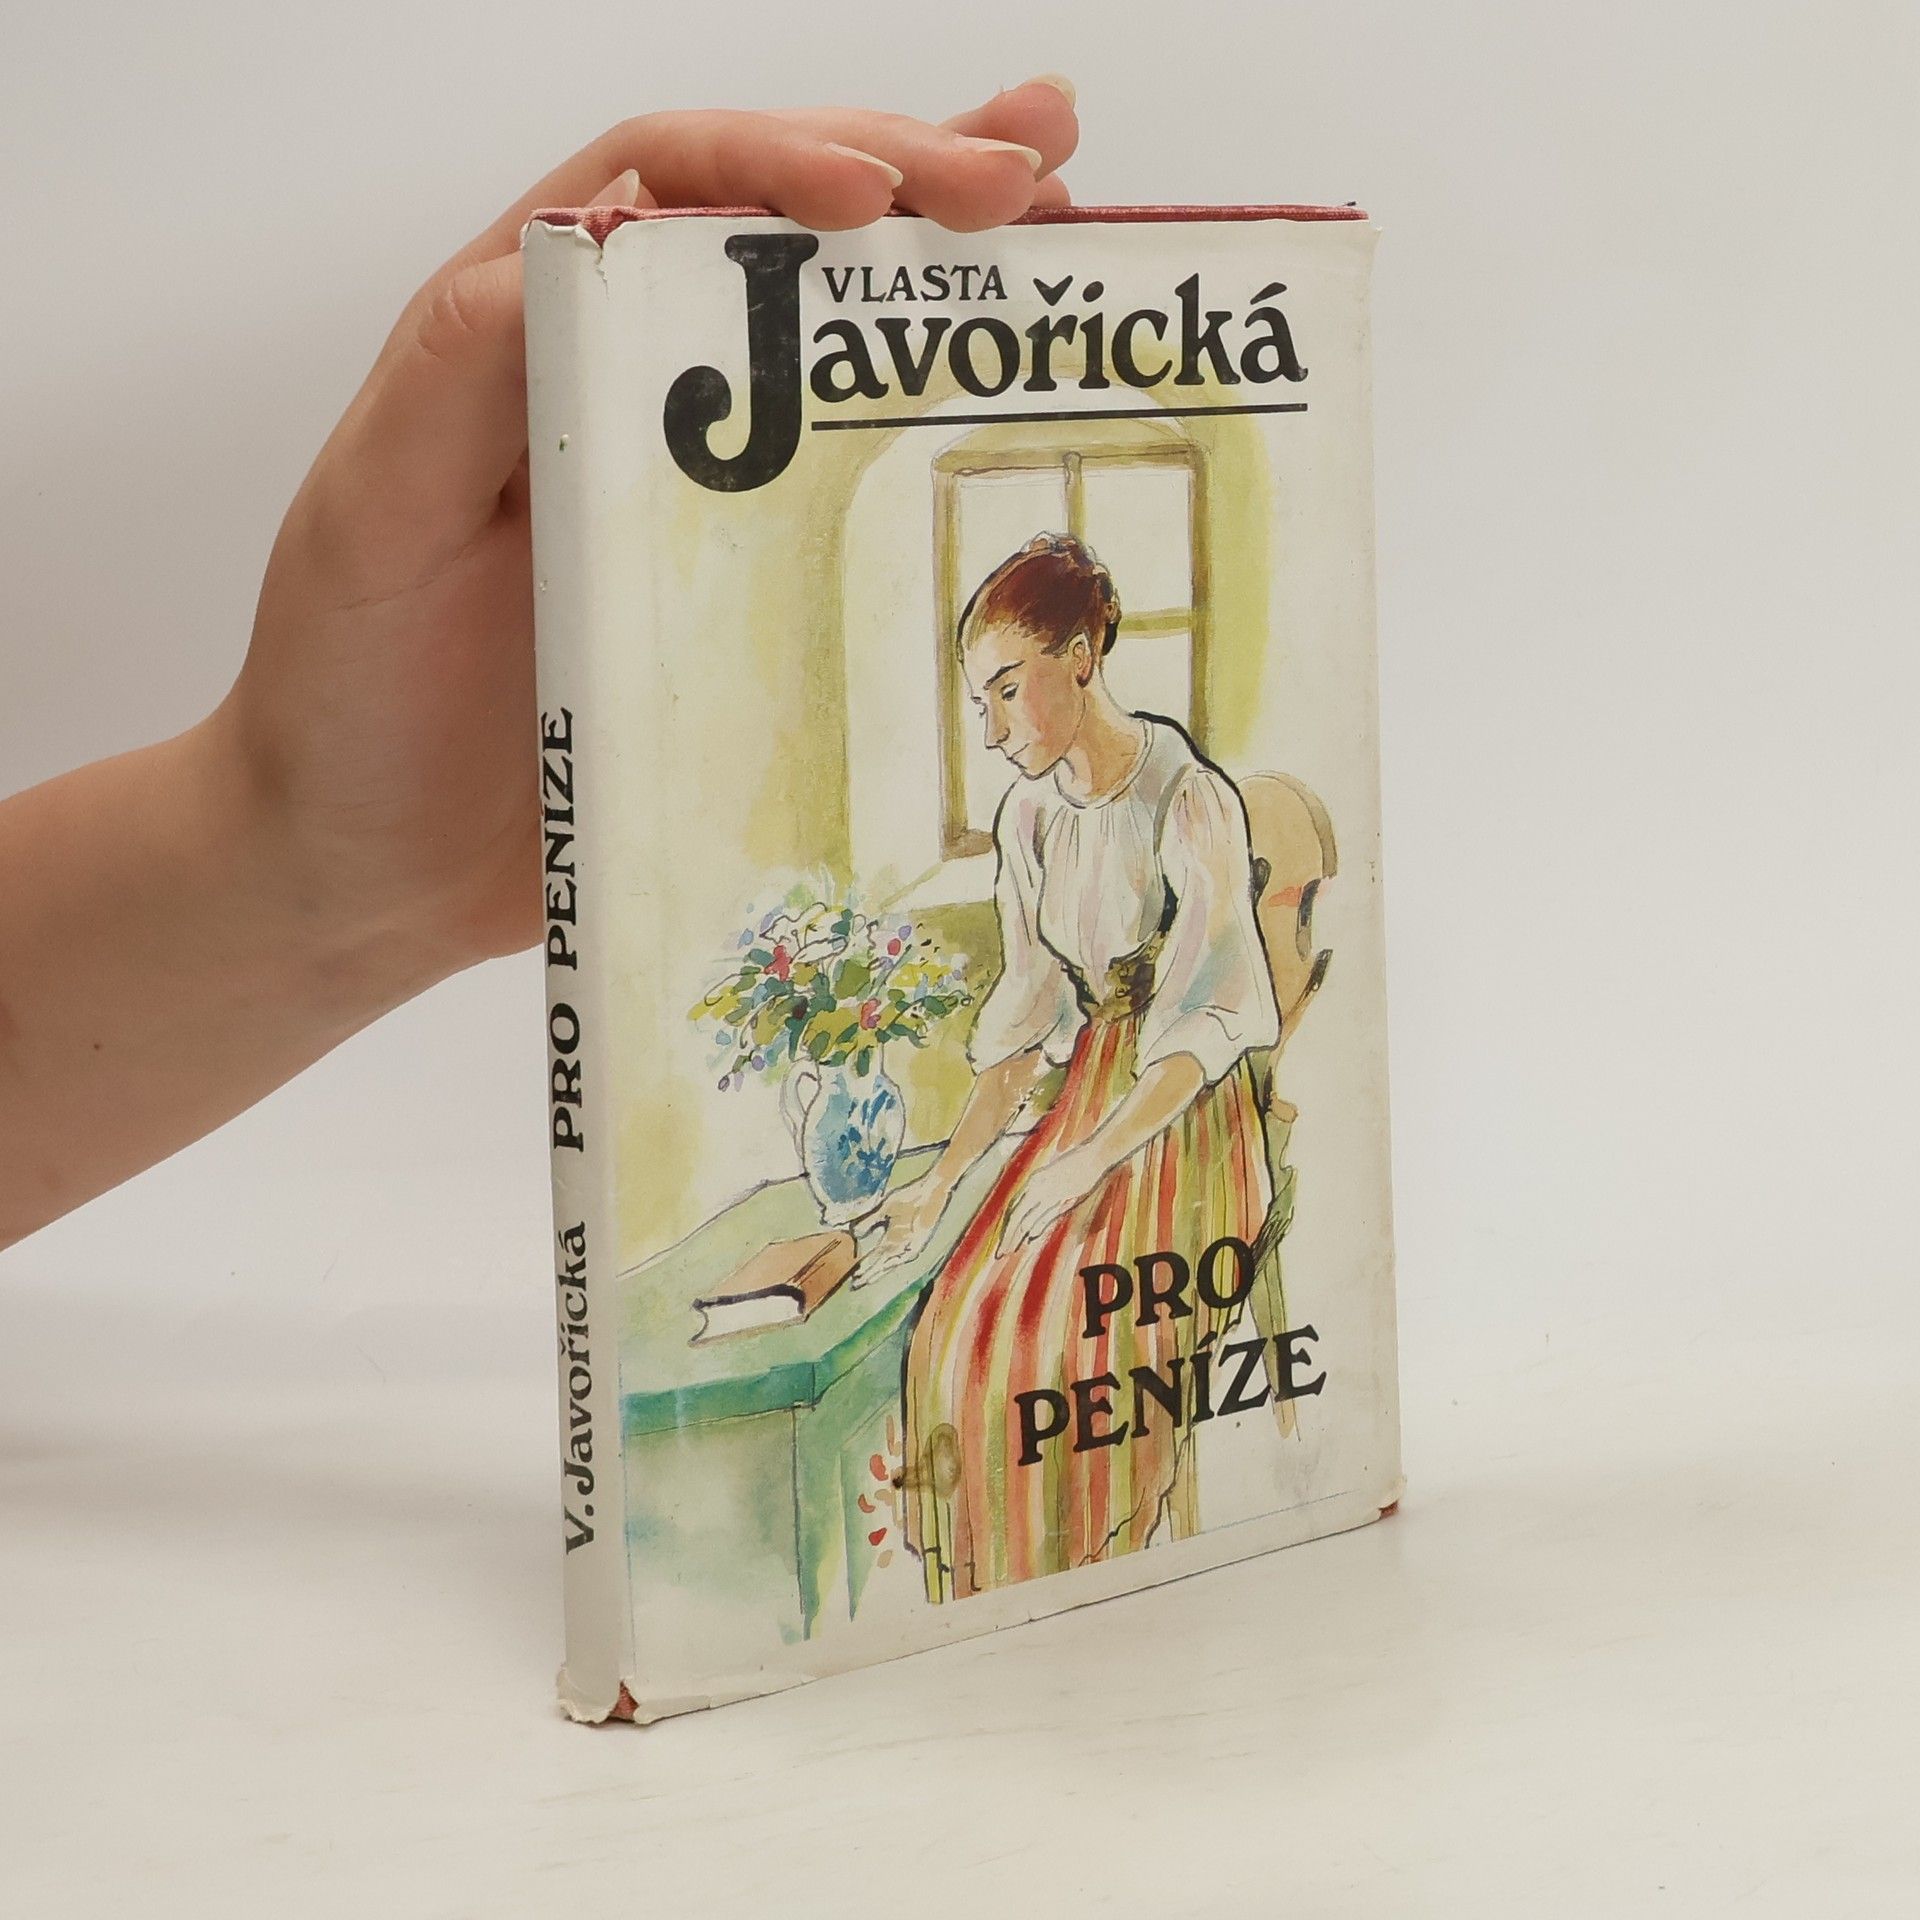 VLASTA
Javořická
PRO
PENÍZE
V. Javořická PRO PENÍZE